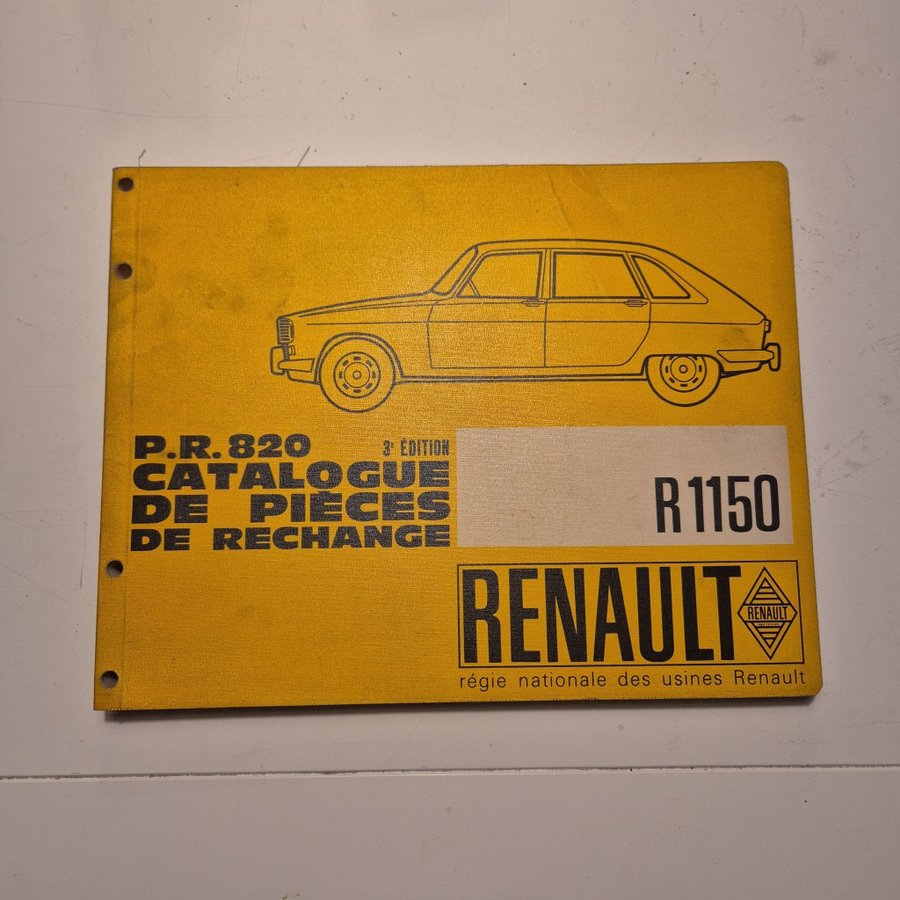 P.R. 820 3e ÉDITION
CATALOGUE
DE PIÈCES
DE RECHANGE
R 1150
RENAULT
RENAULT
régie nationale des usines Renault